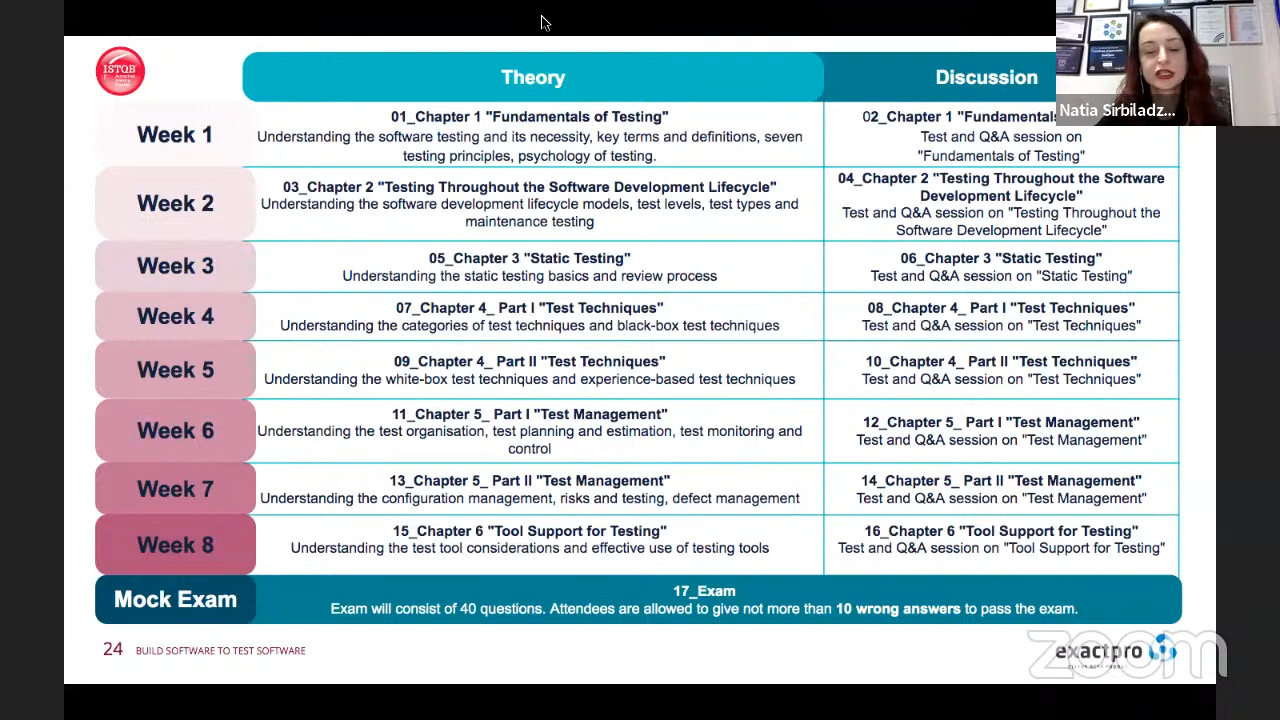 ISTQB
Theory
Discussion
Natia Sirbiladz...
Week 1
01_Chapter 1 "Fundamentals of Testing"
Understanding the software testing and its necessity, key terms and definitions, seven
testing principles, psychology of testing.
02_Chapter 1 "Fundamentals
Test and Q&A session on
"Fundamentals of Testing"
Week 2
03_Chapter 2 "Testing Throughout the Software Development Lifecycle"
Understanding the software development lifecycle models, test levels, test types and
maintenance testing
04_Chapter 2 "Testing Throughout the Software
Development Lifecycle"
Test and Q&A session on "Testing Throughout the
Software Development Lifecycle"
Week 3
05_Chapter 3 "Static Testing"
Understanding the static testing basics and review process
06_Chapter 3 "Static Testing"
Test and Q&A session on "Static Testing"
Week 4
07_Chapter 4_ Part I "Test Techniques"
Understanding the categories of test techniques and black-box test techniques
08_Chapter 4_ Part I "Test Techniques"
Test and Q&A session on "Test Techniques"
Week 5
09_Chapter 4_ Part II "Test Techniques"
Understanding the white-box test techniques and experience-based test techniques
10_Chapter 4_ Part II "Test Techniques"
Test and Q&A session on "Test Techniques"
Week 6
11_Chapter 5_ Part I "Test Management"
Understanding the test organisation, test planning and estimation, test monitoring and
control
12_Chapter 5_ Part I "Test Management"
Test and Q&A session on "Test Management"
Week 7
13_Chapter 5_ Part II "Test Management"
Understanding the configuration management, risks and testing, defect management
14_Chapter 5_ Part II "Test Management"
Test and Q&A session on "Test Management"
Week 8
15_Chapter 6 "Tool Support for Testing"
Understanding the test tool considerations and effective use of testing tools
16_Chapter 6 "Tool Support for Testing"
Test and Q&A session on "Tool Support for Testing"
Mock Exam
17_Exam
Exam will consist of 40 questions. Attendees are allowed to give not more than 10 wrong answers to pass the exam.
24 BUILD SOFTWARE TO TEST SOFTWARE
exactpro
zoom